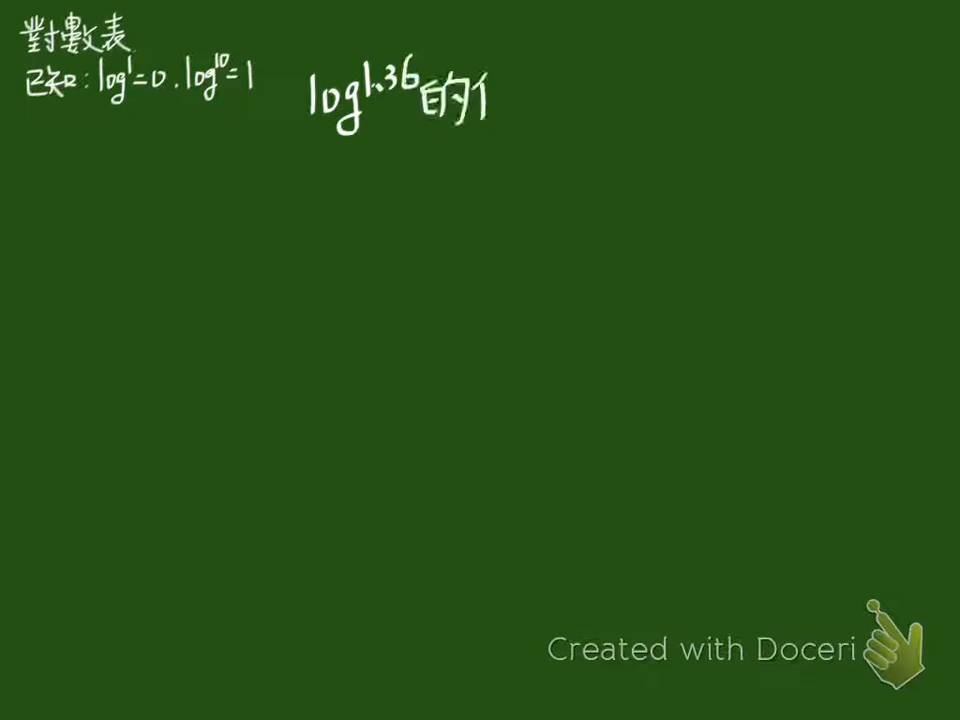 對數表
已知:log1=0.log10=1
log1.36的
Created with Doceri